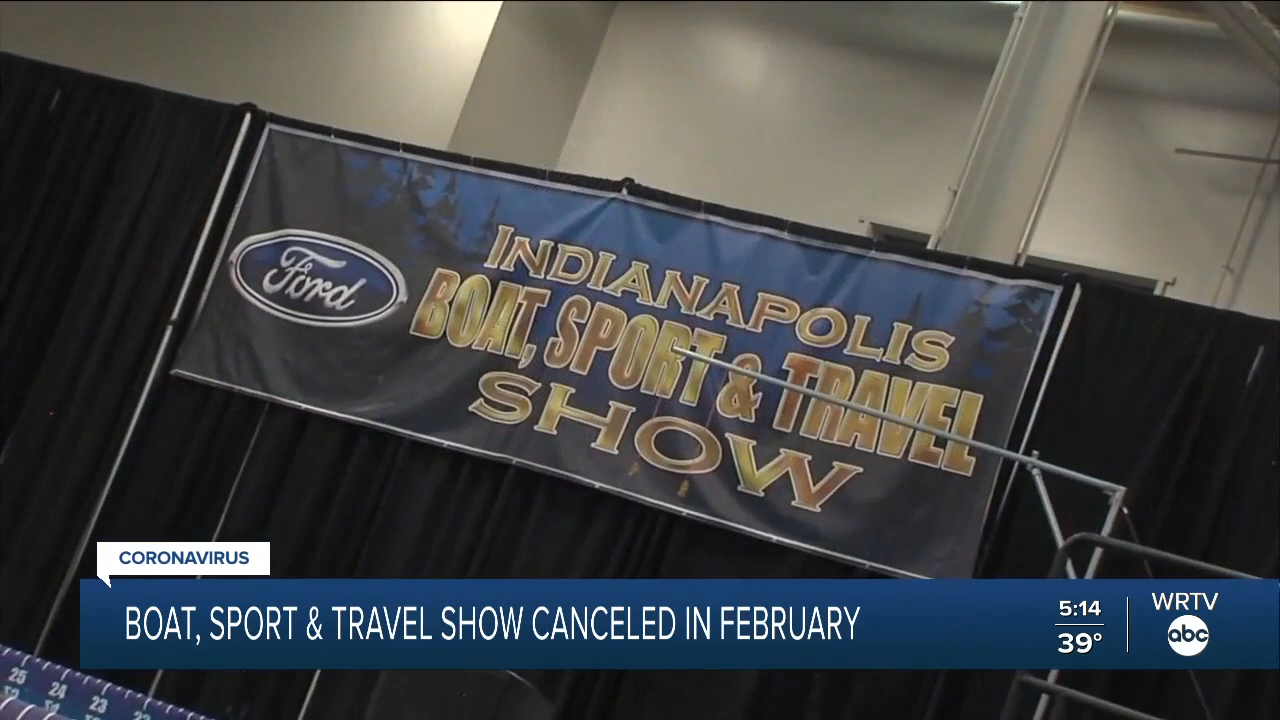 Ford
INDIANAPOLIS
BOAT, SPORT & TRAVEL
SHOW
CORONAVIRUS
BOAT, SPORT & TRAVEL SHOW CANCELED IN FEBRUARY
5:14
39°
WRTV
abc
25 24 23